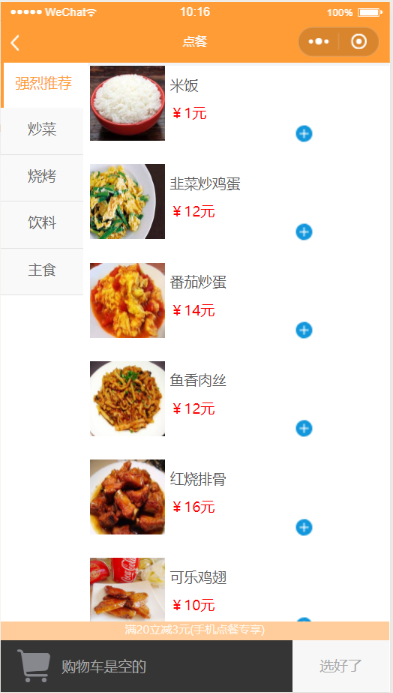 WeChat 10:16 100%
点餐
强烈推荐
炒菜
烧烤
饮料
主食
米饭
￥1元
韭菜炒鸡蛋
￥12元
番茄炒蛋
￥14元
鱼香肉丝
￥12元
红烧排骨
￥16元
可乐鸡翅
￥10元
满20立减3元(手机点餐专享)
购物车是空的
选好了